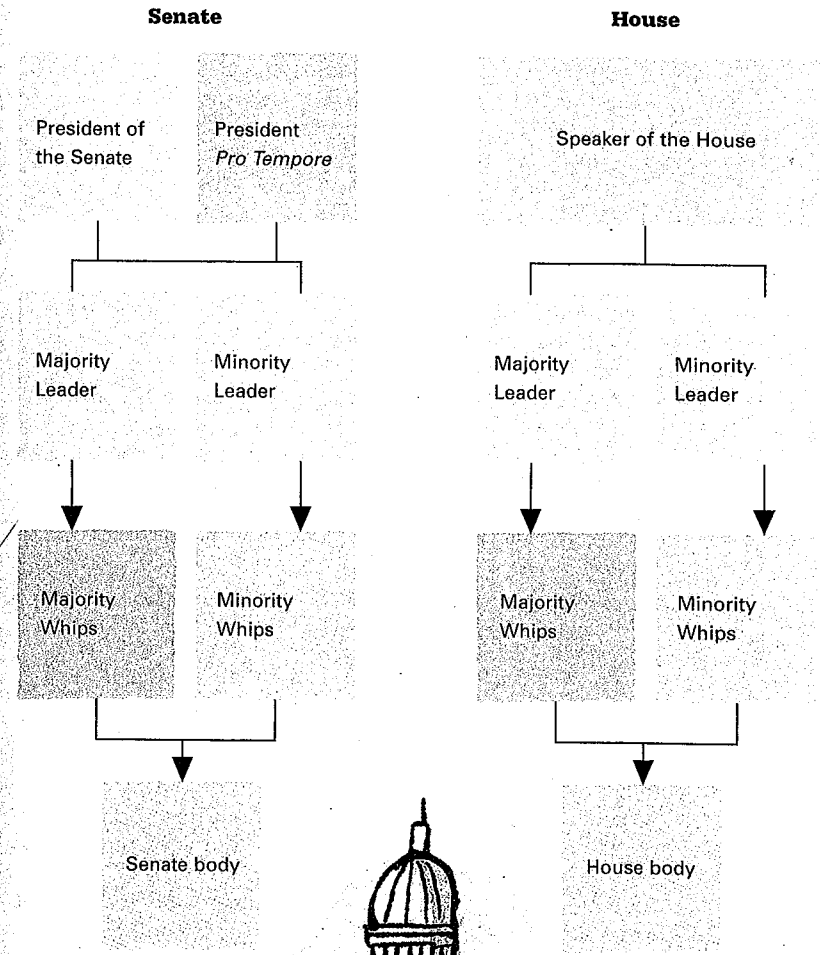 Senate
House
President of
the Senate
President
Pro Tempore
Speaker of the House
Majority
Leader
Minority
Leader
Majority
Leader
Minority
Leader
Majority
Whips
Minority
Whips
Majority
Whips
Minority
Whips
Senate body
House body